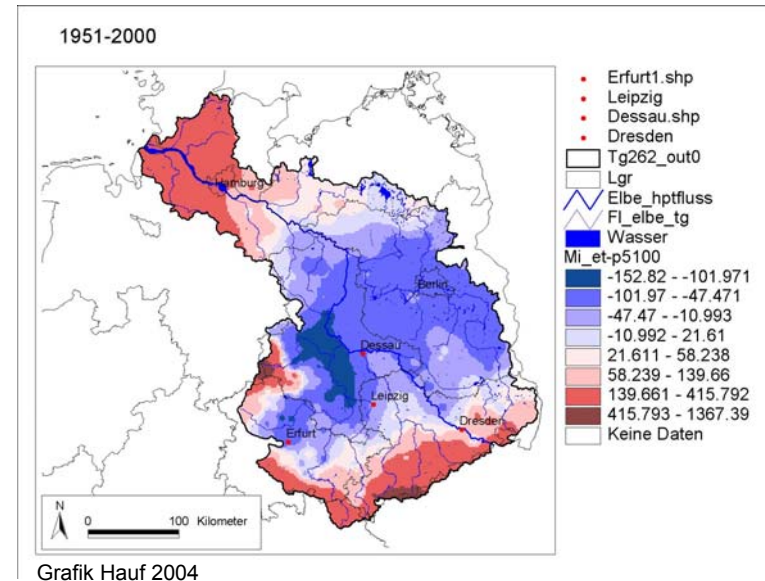 1951-2000
Hamburg
Berlin
Dessau
Leipzig
Erfurt
Dresden
N
0 100 Kilometer
Erfurt1.shp
Leipzig
Dessau.shp
Dresden
Tg262_out0
Lgr
Elbe_hptfluss
Fl_elbe_tg
Wasser
Mi_et-p5100
-152.82 - -101.971
-101.97 - -47.471
-47.47 - -10.993
-10.992 - 21.61
21.611 - 58.238
58.239 - 139.66
139.661 - 415.792
415.793 - 1367.39
Keine Daten
Grafik Hauf 2004